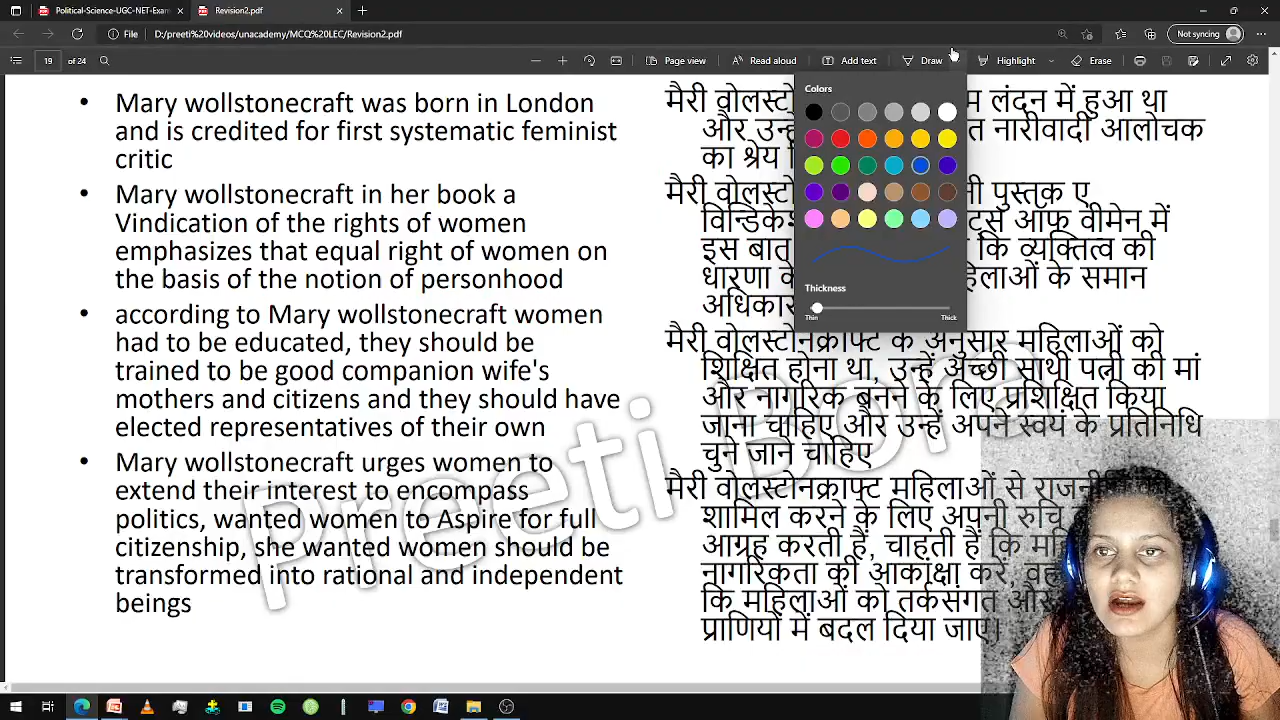 Political-Science-UGC-NET-Exam
Revision2.pdf
File
D:/preeti%20videos/unacademy/MCQ%20LEC/Revision2.pdf
Not syncing
19 of 24
Page view
Read aloud
Add text
Draw
Highlight
Erase
Colors
Thickness
Thin
Thick
• Mary wollstonecraft was born in London
and is credited for first systematic feminist
critic
• Mary wollstonecraft in her book a
Vindication of the rights of women
emphasizes that equal right of women on
the basis of the notion of personhood
• according to Mary wollstonecraft women
had to be educated, they should be
trained to be good companion wife's
mothers and citizens and they should have
elected representatives of their own
• Mary wollstonecraft urges women to
extend their interest to encompass
politics, wanted women to Aspire for full
citizenship, she wanted women should be
transformed into rational and independent
beings
मैरी लंदन में हुआ था
और नारीवादी आलोचक
का श्रेय
मैरी पुस्तक ए
ऑफ वीमेन में
इस बात कि व्यक्तित्व की
धारणा के समान
अधिकार
मैरी वोलस्टोनक्राफ्ट के अनुसार महिलाओं को
शिक्षित होना था, उन्हें अच्छी साथी पत्नी की मां
और नागरिक बनने के लिए प्रशिक्षित किया
जाना चाहिए और उन्हें अपने स्वयं के प्रतिनिधि
चुने जाने चाहिए
मैरी वोलस्टोनक्राफ्ट महिलाओं से
शामिल करने के लिए अपनी रुचि
आग्रह करती हैं, चाहती हैं कि
नागरिकता की आकांक्षा करें,
कि महिलाओं को तर्कसंगत
प्राणियों में बदल दिया जाए।
Preeti Bora